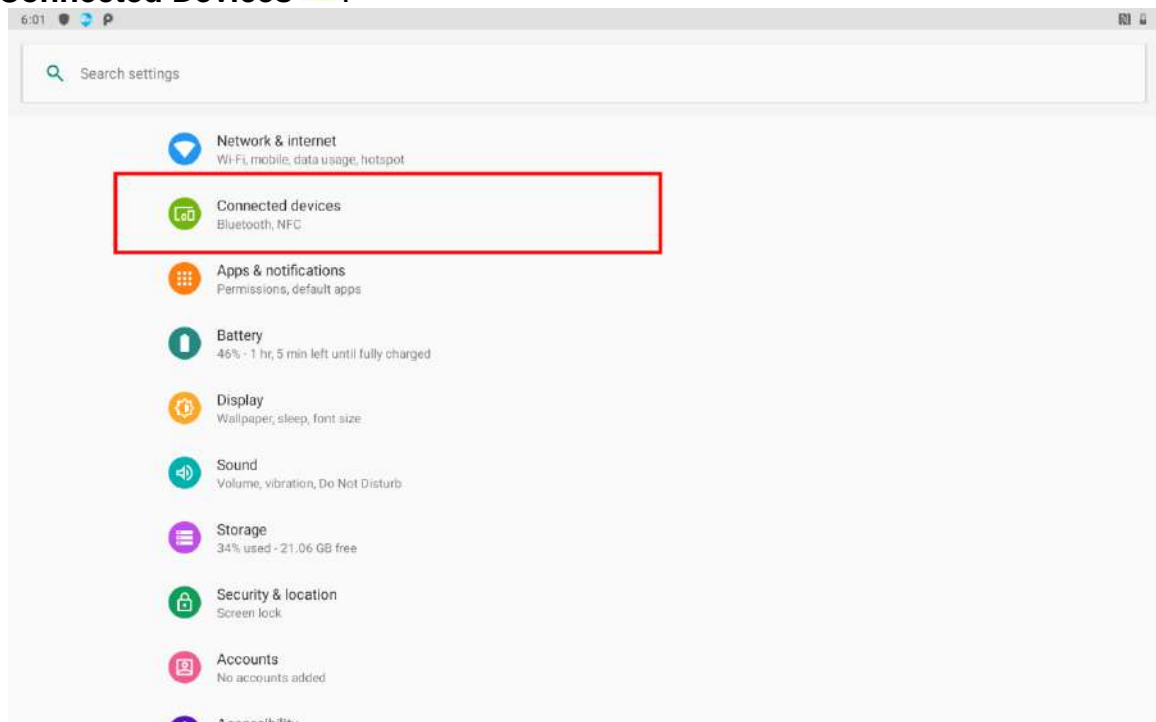 Connected Devices
6:01
Search settings
Network & internet
Wi-Fi, mobile, data usage, hotspot
Connected devices
Bluetooth, NFC
Apps & notifications
Permissions, default apps
Battery
46% - 1 hr, 5 min left until fully charged
Display
Wallpaper, sleep, font size
Sound
Volume, vibration, Do Not Disturb
Storage
34% used - 21.06 GB free
Security & location
Screen lock
Accounts
No accounts added
Accessibility